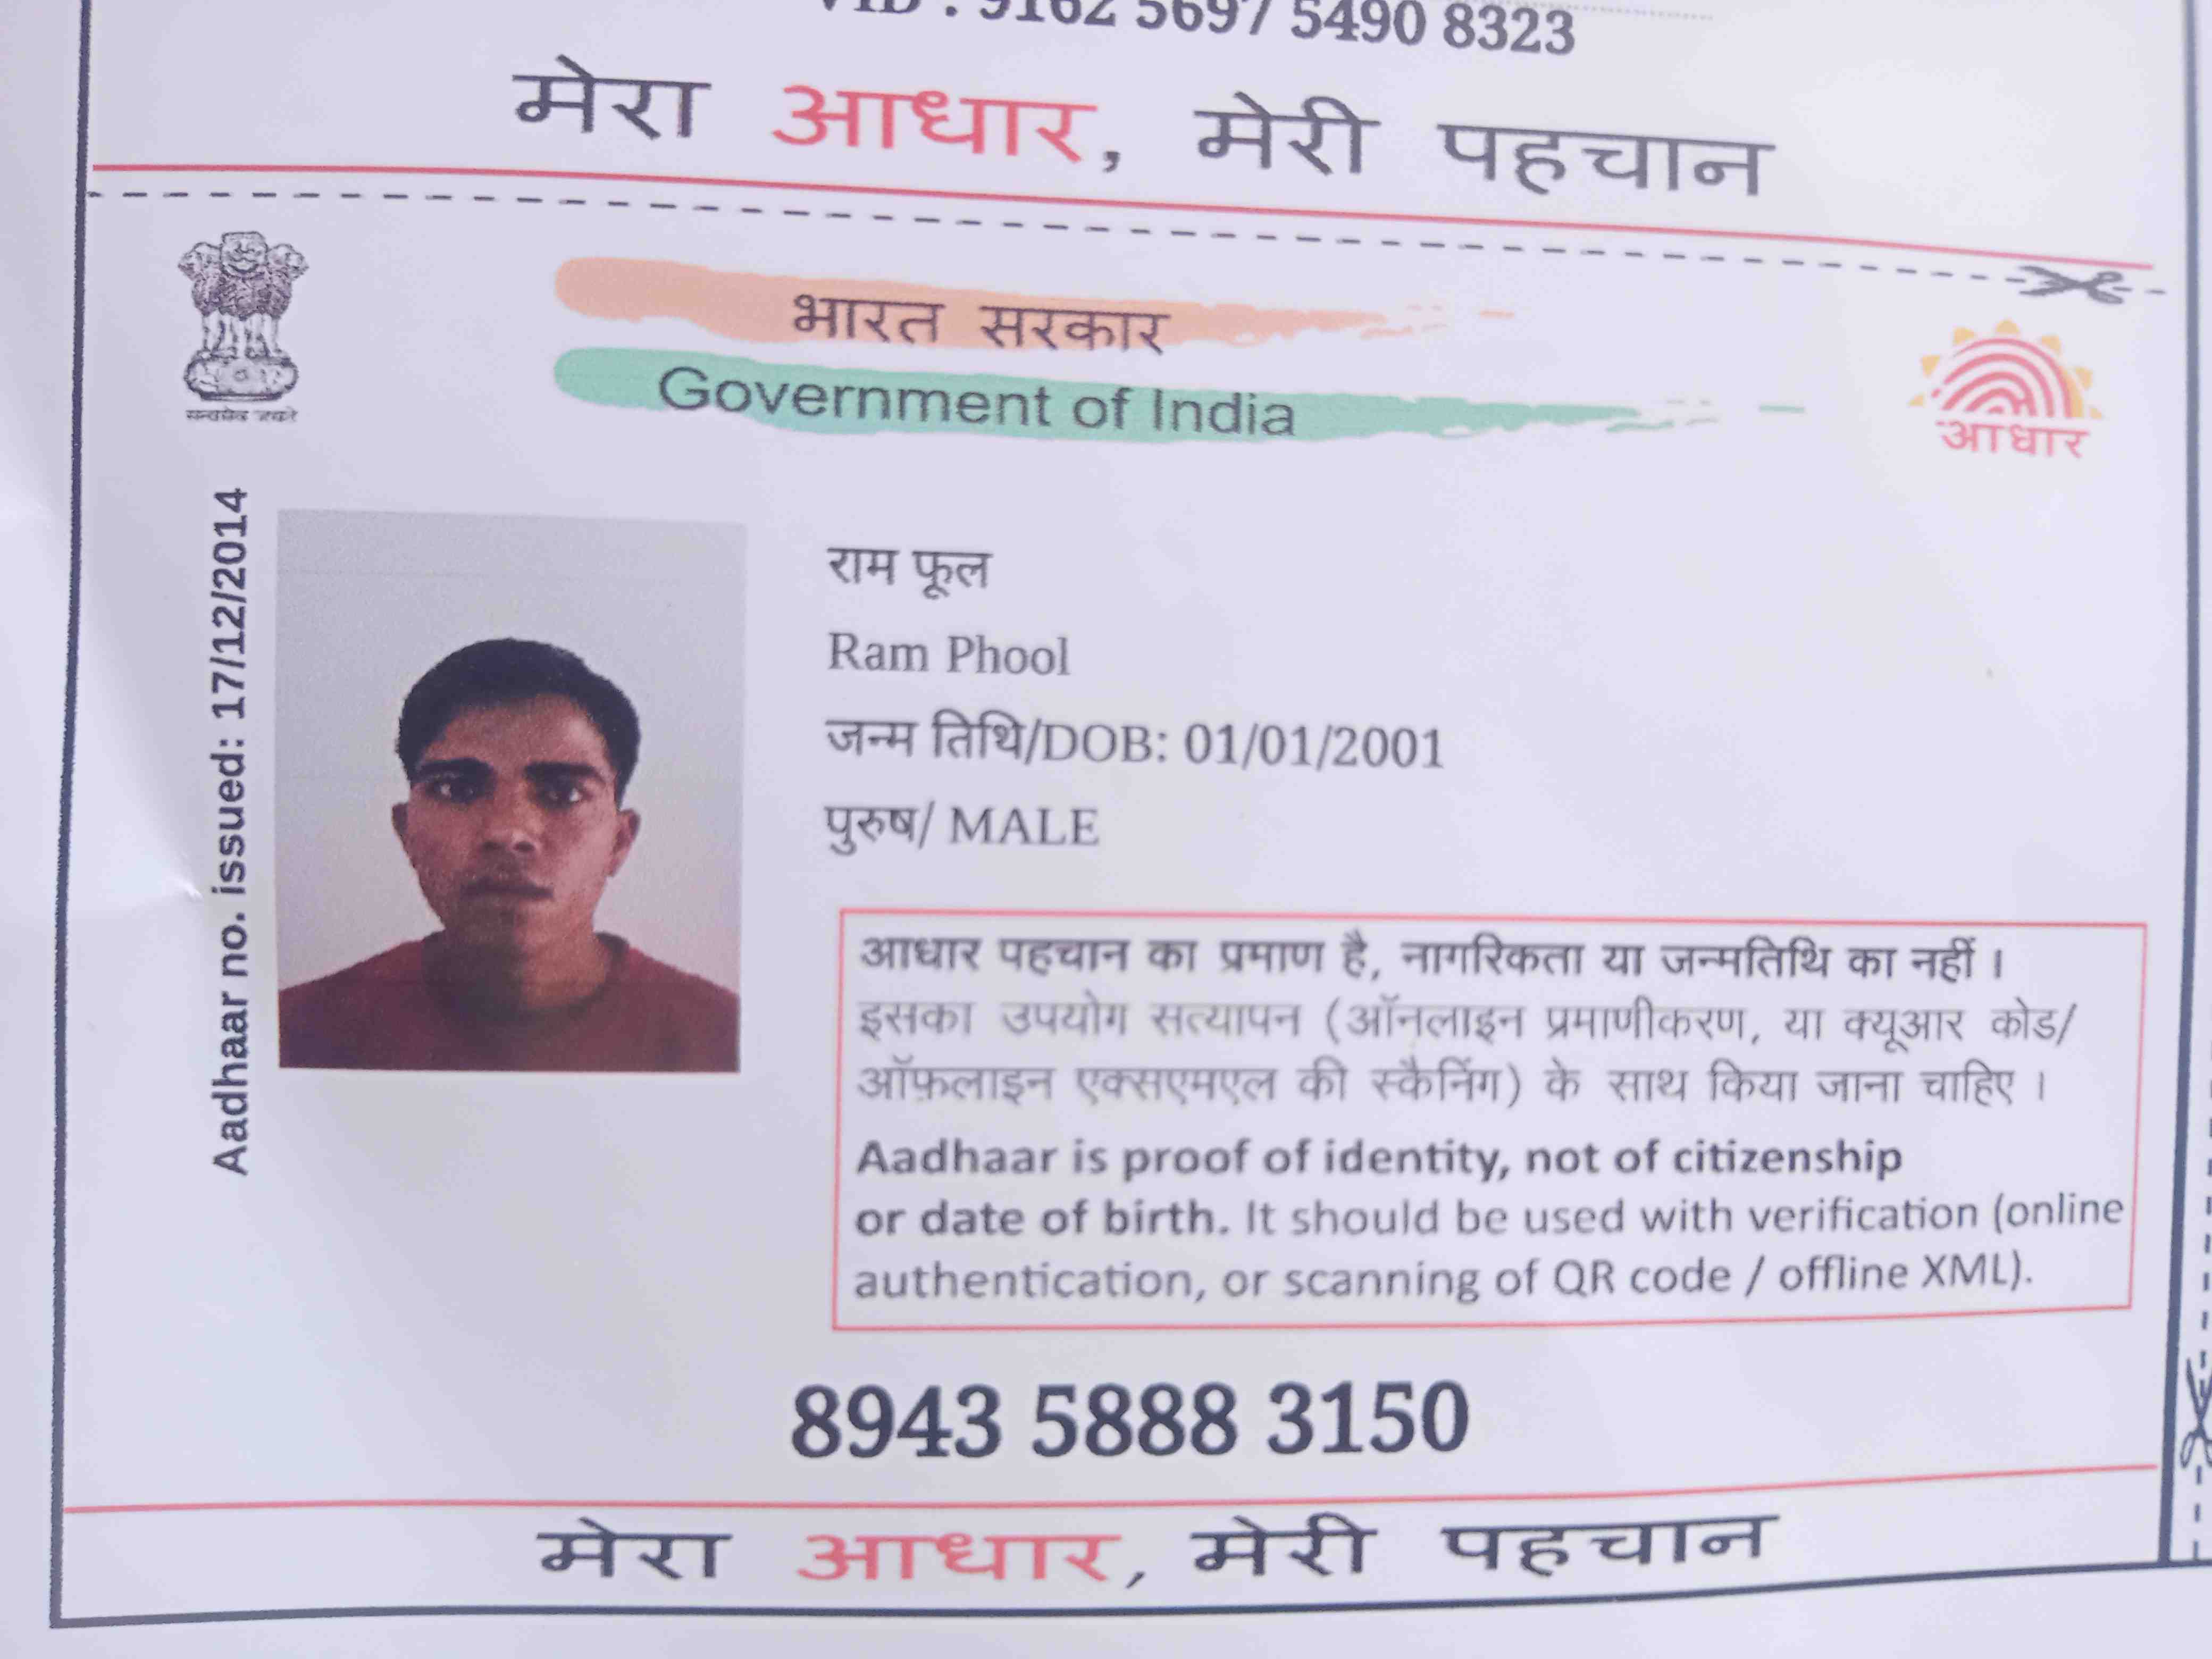 VID : 9162 5697 5490 8323
मेरा आधार, मेरी पहचान
भारत सरकार
Government of India
सत्यमेव जयते
आधार
Aadhaar no. issued: 17/12/2014
राम फूल
Ram Phool
जन्म तिथि/DOB: 01/01/2001
पुरुष/ MALE
आधार पहचान का प्रमाण है, नागरिकता या जन्मतिथि का नहीं ।
इसका उपयोग सत्यापन (ऑनलाइन प्रमाणीकरण, या क्यूआर कोड/
ऑफ़लाइन एक्सएमएल की स्कैनिंग) के साथ किया जाना चाहिए ।
Aadhaar is proof of identity, not of citizenship
or date of birth. It should be used with verification (online
authentication, or scanning of QR code / offline XML).
8943 5888 3150
मेरा आधार, मेरी पहचान